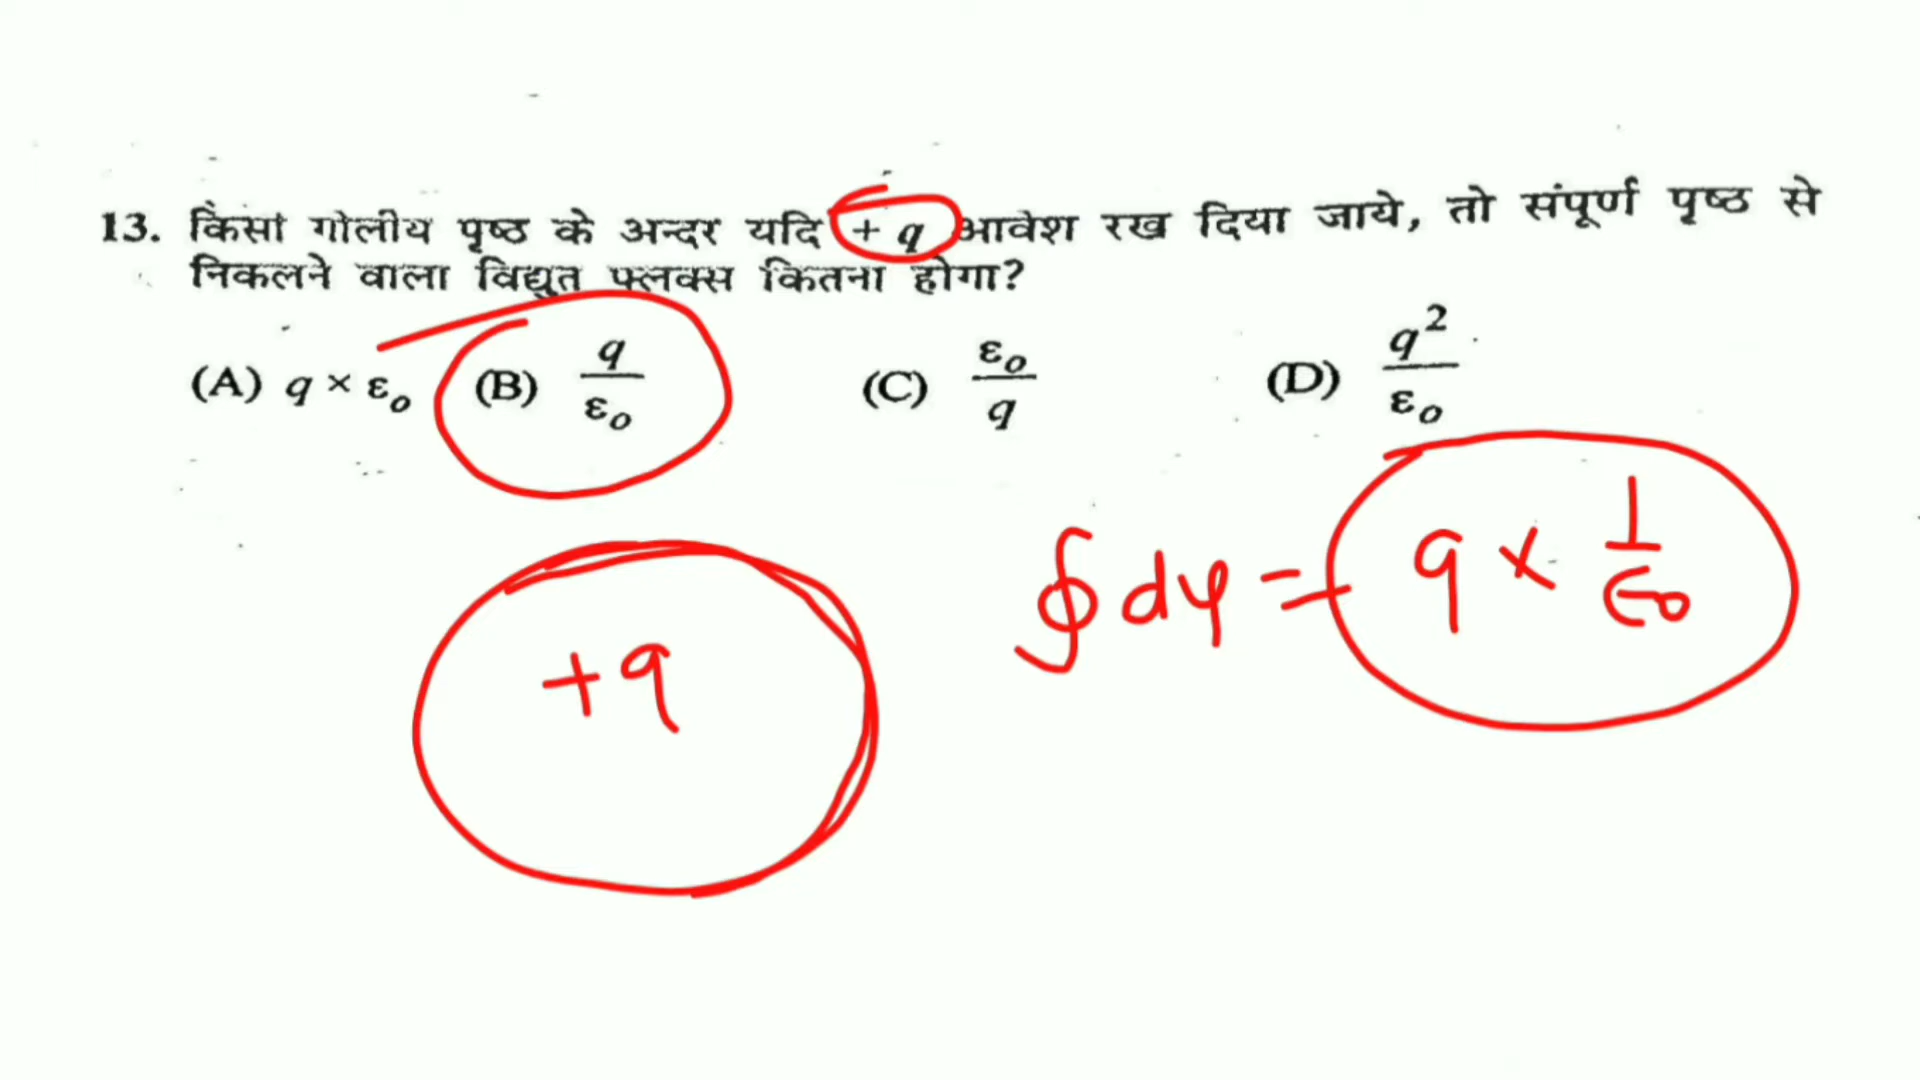 13. किसी गोलीय पृष्ठ के अन्दर यदि + q आवेश रख दिया जाये, तो संपूर्ण पृष्ठ से
निकलने वाला विद्युत फ्लक्स कितना होगा?
(A) q × ε₀ (B) q/ε₀ (C) ε₀/q (D) q²/ε₀
∮dφ = q × 1/ε₀
+q